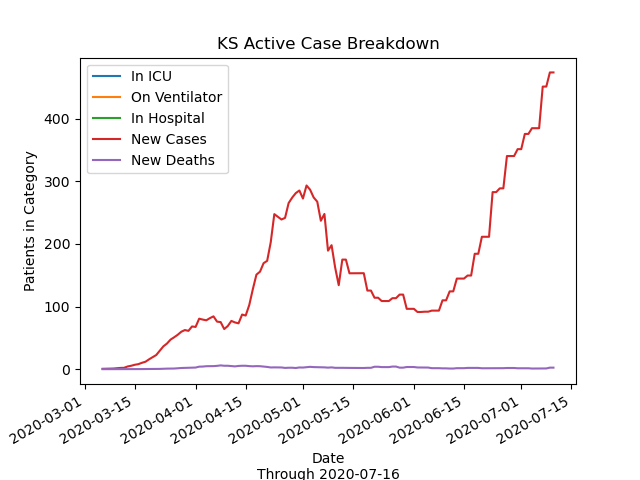 KS Active Case Breakdown
In ICU
On Ventilator
In Hospital
New Cases
New Deaths
Patients in Category
400
300
200
100
0
2020-03-01
2020-03-15
2020-04-01
2020-04-15
2020-05-01
2020-05-15
2020-06-01
2020-06-15
2020-07-01
2020-07-15
Date
Through 2020-07-16